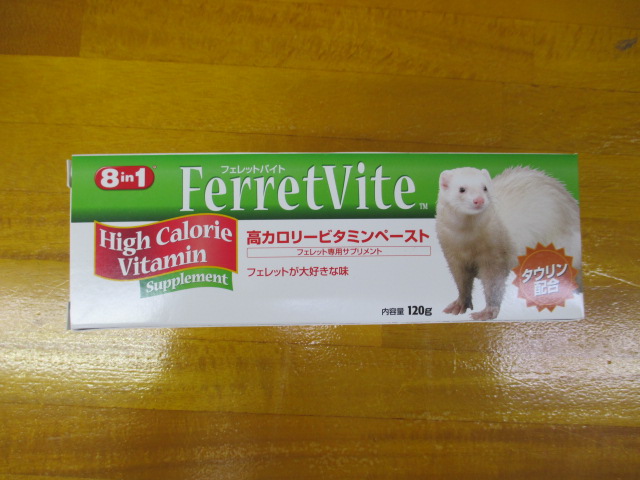 8in1
フェレットバイト
FerretVite™
High Calorie
Vitamin
Supplement
高カロリービタミンペースト
フェレット専用サプリメント
フェレットが大好きな味
タウリン
配合
内容量 120g